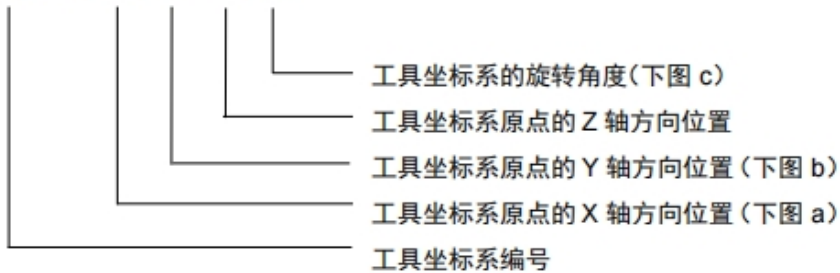 工具坐标系的旋转角度(下图 c)
工具坐标系原点的 Z 轴方向位置
工具坐标系原点的 Y 轴方向位置(下图 b)
工具坐标系原点的 X 轴方向位置(下图 a)
工具坐标系编号